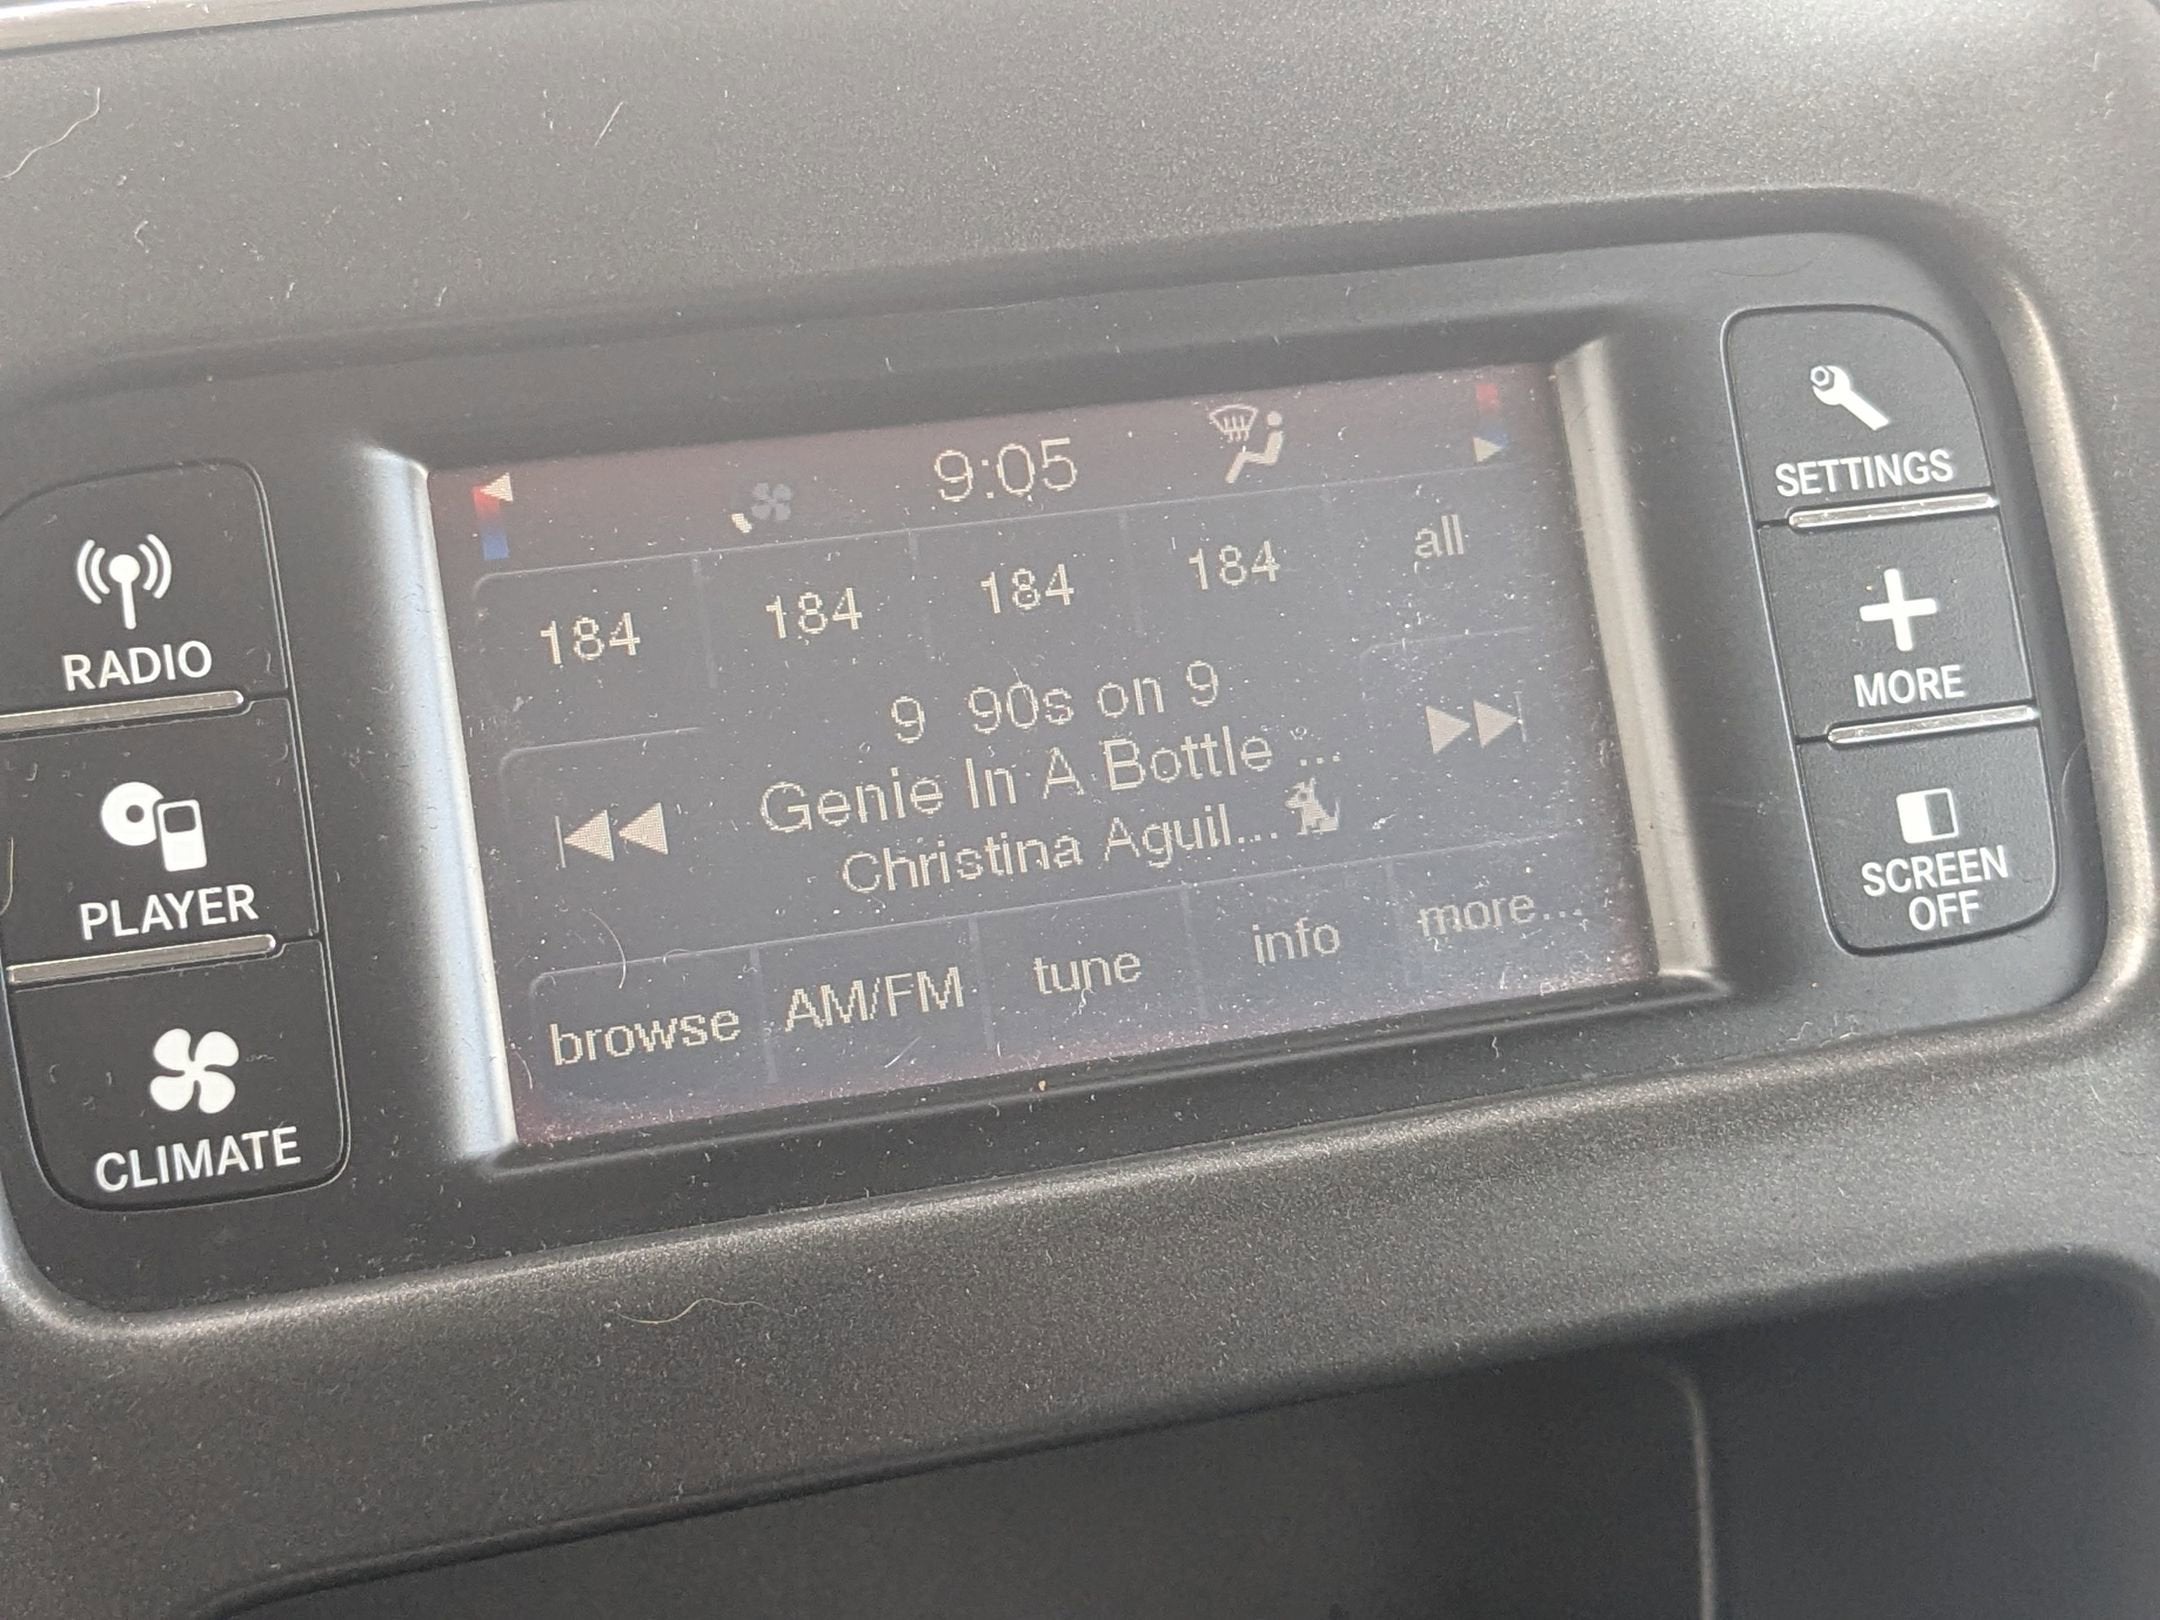 9:05
184 184 184 184 all
9 90s on 9
Genie In A Bottle ...
Christina Aguil...
browse AM/FM tune info more...
RADIO
PLAYER
CLIMATE
SETTINGS
MORE
SCREEN
OFF